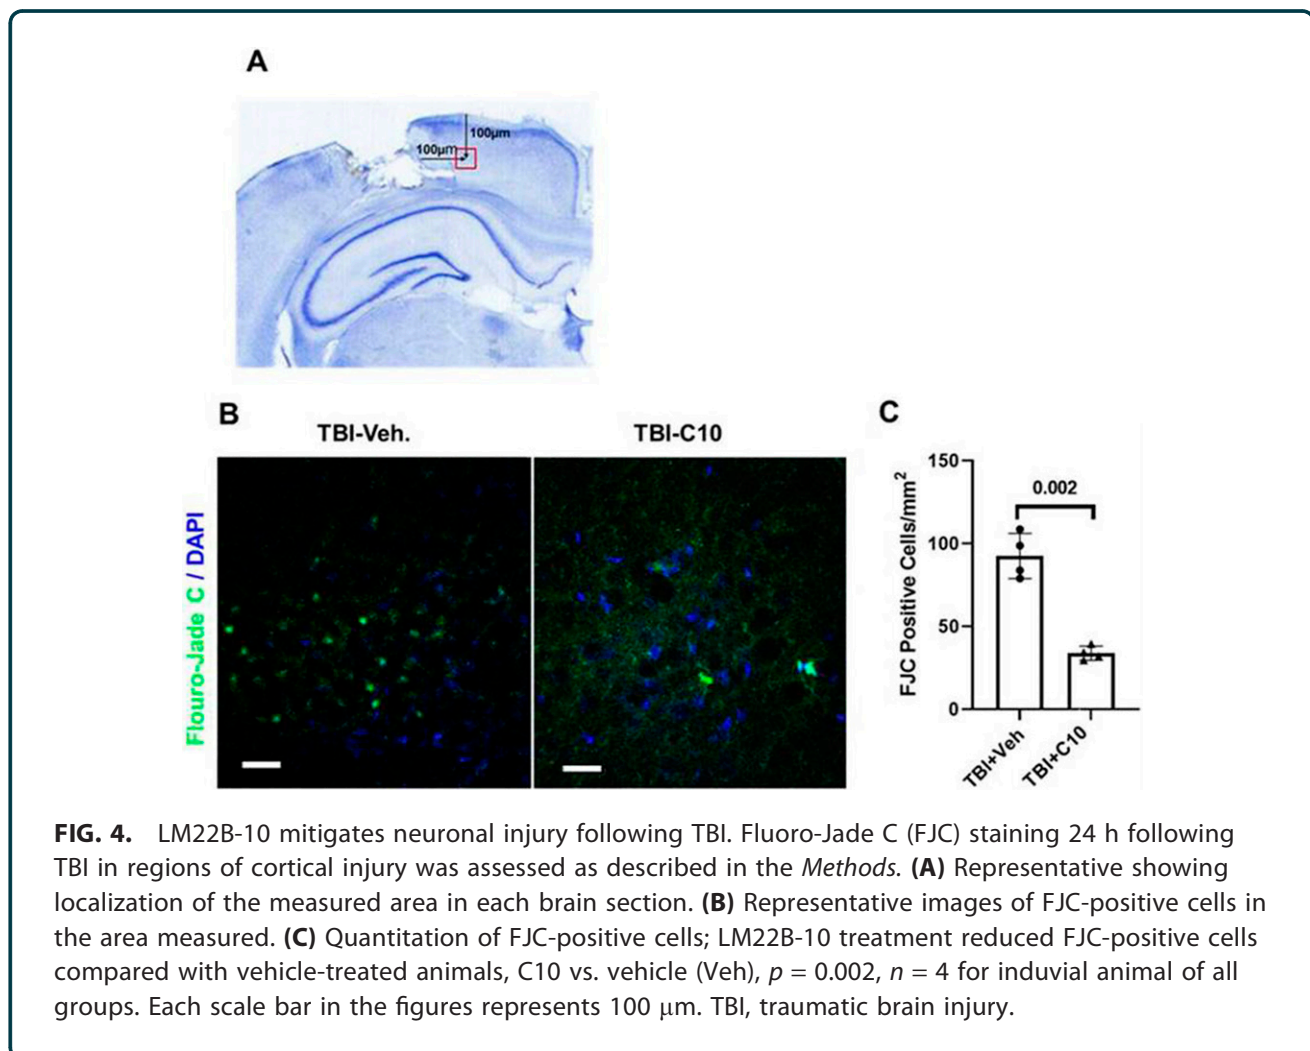 A
100µm
100µm
B
TBI-Veh.
TBI-C10
Flouro-Jade C / DAPI
C
FJC Positive Cells/mm²
150
100
50
0
0.002
TBI+Veh
TBI+C10
FIG. 4. LM22B-10 mitigates neuronal injury following TBI. Fluoro-Jade C (FJC) staining 24 h following
TBI in regions of cortical injury was assessed as described in the Methods. (A) Representative showing
localization of the measured area in each brain section. (B) Representative images of FJC-positive cells in
the area measured. (C) Quantitation of FJC-positive cells; LM22B-10 treatment reduced FJC-positive cells
compared with vehicle-treated animals, C10 vs. vehicle (Veh), p = 0.002, n = 4 for induvial animal of all
groups. Each scale bar in the figures represents 100 μm. TBI, traumatic brain injury.